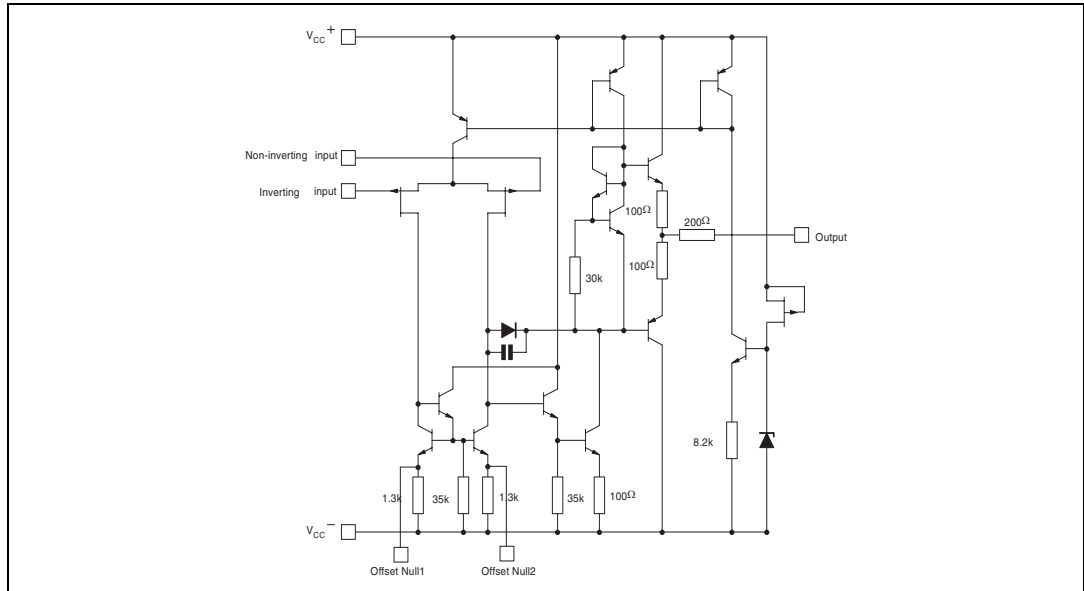 VCC+
Non-inverting input
Inverting input
100Ω
200Ω
Output
100Ω
30k
8.2k
1.3k
35k
1.3k
35k
100Ω
VCC−
Offset Null1
Offset Null2